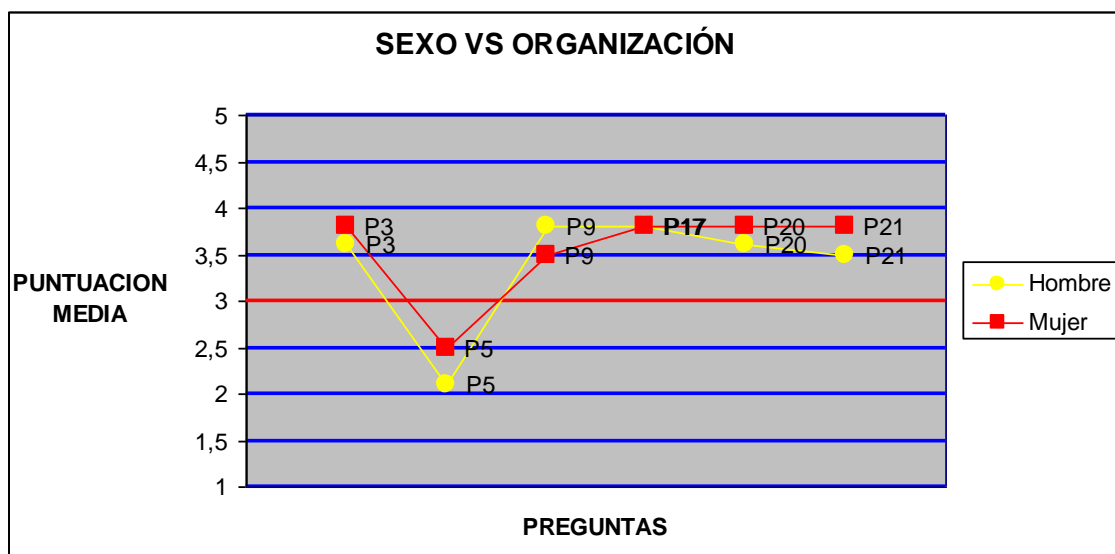 SEXO VS ORGANIZACIÓN
5
4,5
4
3,5
3
2,5
2
1,5
1
PUNTUACION
MEDIA
P3
P3
P5
P5
P9
P9
P17
P20
P20
P21
P21
Hombre
Mujer
PREGUNTAS